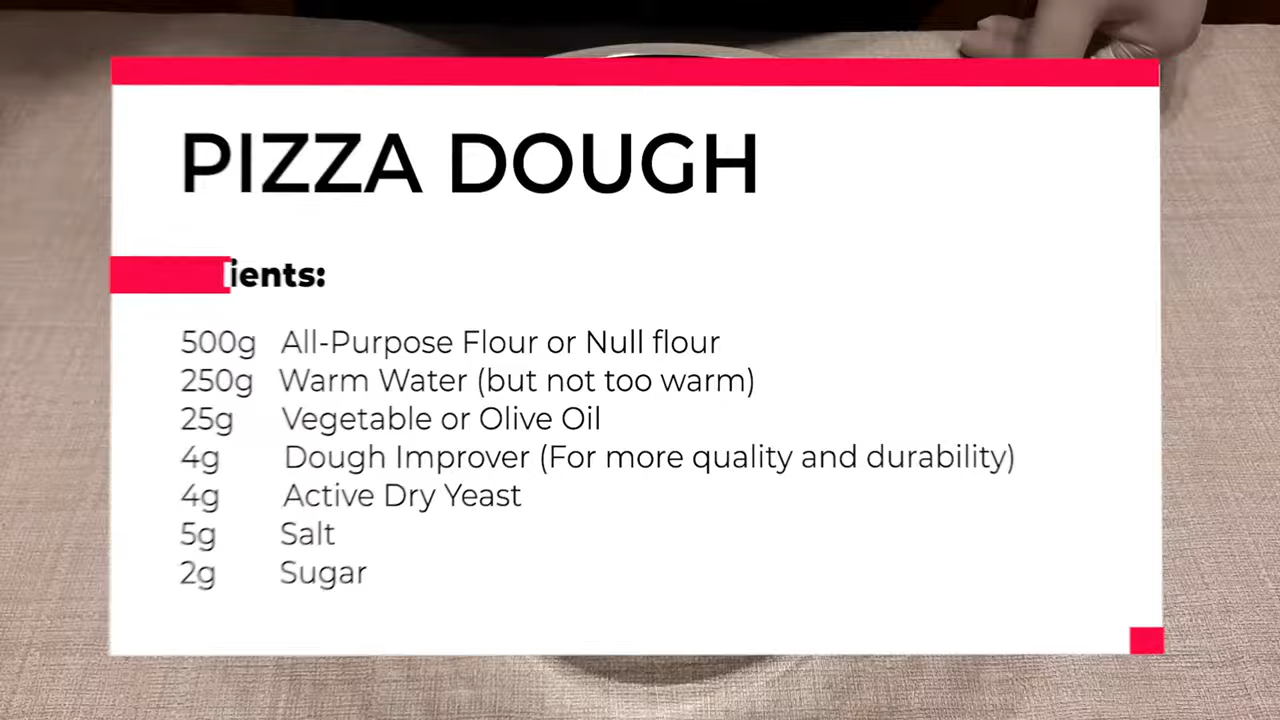 PIZZA DOUGH
ients:
500g All-Purpose Flour or Null flour
250g Warm Water (but not too warm)
25g Vegetable or Olive Oil
4g Dough Improver (For more quality and durability)
4g Active Dry Yeast
5g Salt
2g Sugar